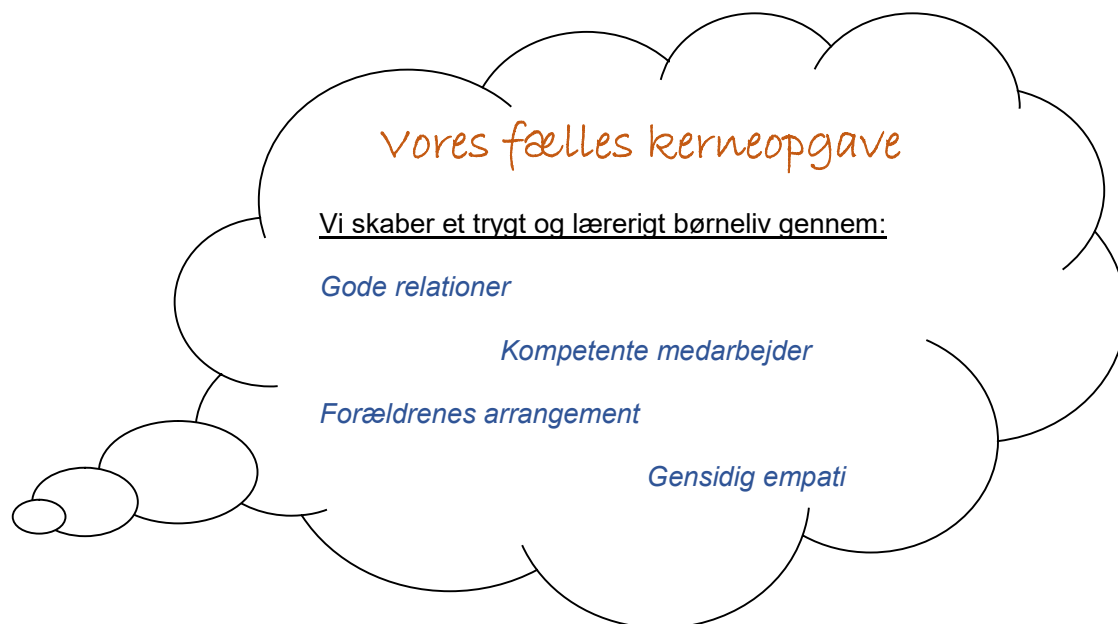 Vores fælles kerneopgave
Vi skaber et trygt og lærerigt børneliv gennem:
Gode relationer
Kompetente medarbejder
Forældrenes arrangement
Gensidig empati